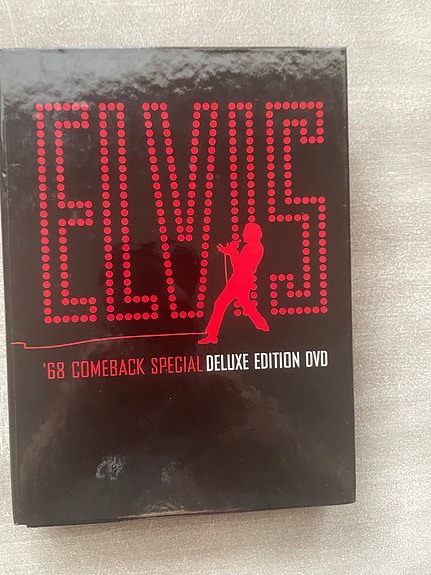 ELVIS
'68 COMEBACK SPECIAL DELUXE EDITION DVD